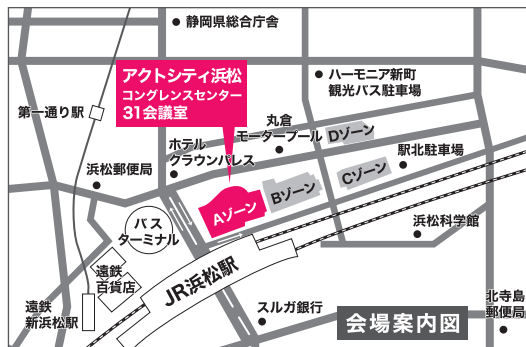 静岡県総合庁舎
アクトシティ浜松
コングレンスセンター
31会議室
ハーモニア新町
観光バス駐車場
第一通り駅
丸倉
モータープール
Dゾーン
ホテル
クラウンパレス
駅北駐車場
浜松郵便局
Cゾーン
Bゾーン
Aゾーン
バス
ターミナル
浜松科学館
遠鉄
百貨店
JR浜松駅
遠鉄
新浜松駅
スルガ銀行
北寺島
郵便局
会場案内図